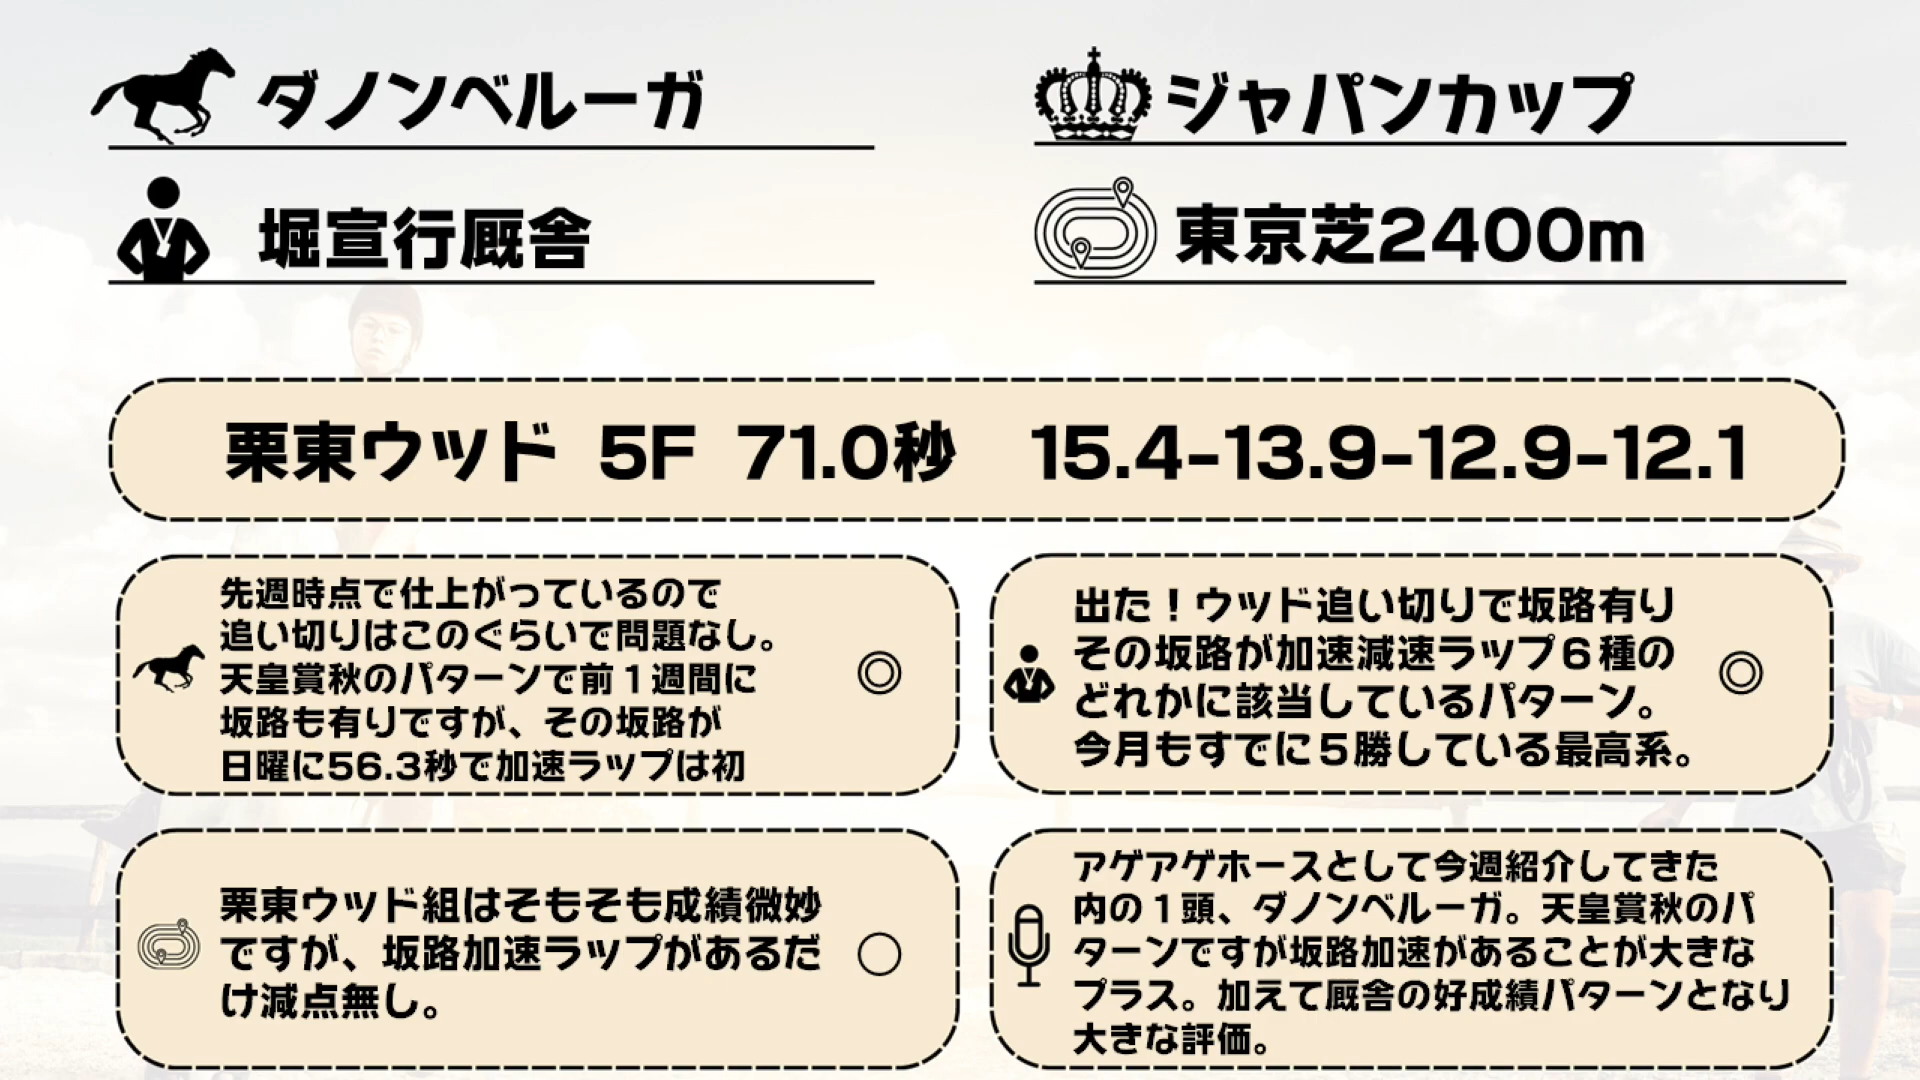 ダノンベルーガ
ジャパンカップ
堀宣行厩舎
東京芝2400m
栗東ウッド 5F 71.0秒 15.4-13.9-12.9-12.1
先週時点で仕上がっているので
追い切りはこのぐらいで問題なし。
天皇賞秋のパターンで前１週間に
坂路も有りですが、その坂路が
日曜に56.3秒で加速ラップは初
◎
出た！ウッド追い切りで坂路有り
その坂路が加速減速ラップ６種の
どれかに該当しているパターン。
今月もすでに５勝している最高系。
◎
栗東ウッド組はそもそも成績微妙
ですが、坂路加速ラップがあるだ
け減点無し。
○
アゲアゲホースとして今週紹介してきた
内の１頭、ダノンベルーガ。天皇賞秋のパ
ターンですが坂路加速があることが大きな
プラス。加えて厩舎の好成績パターンとなり
大きな評価。